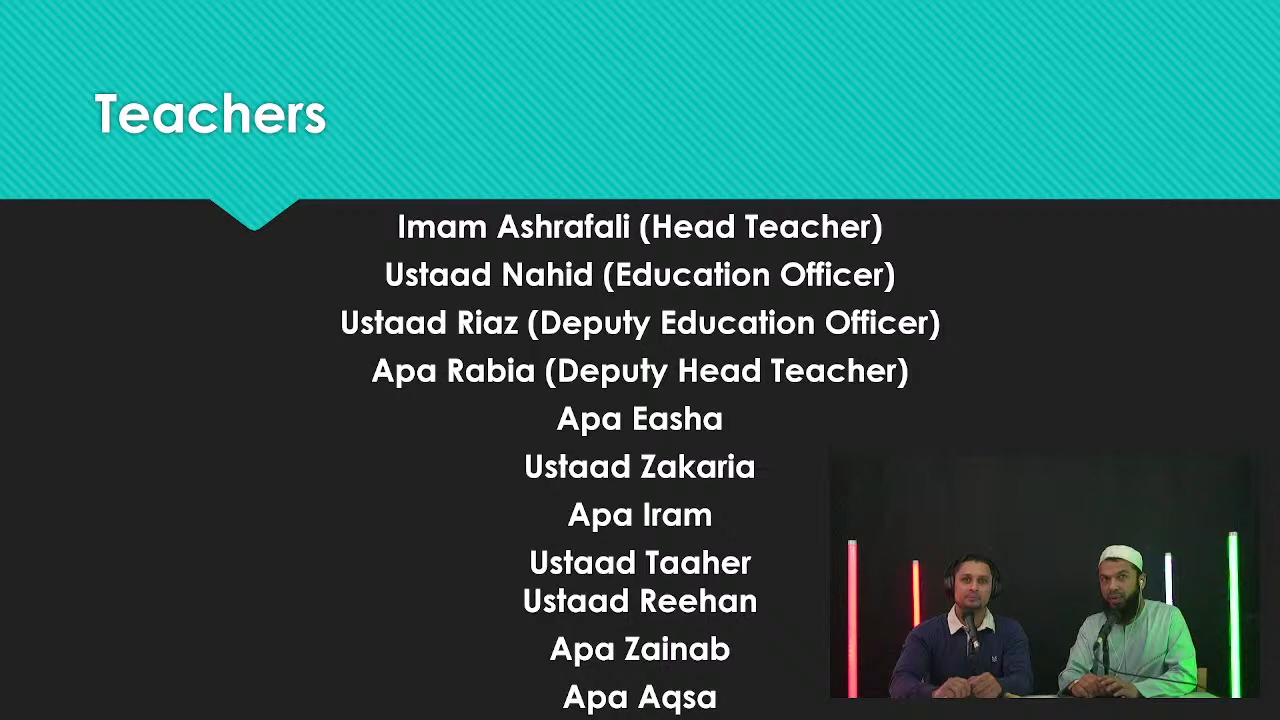 Teachers
Imam Ashrafali (Head Teacher)
Ustaad Nahid (Education Officer)
Ustaad Riaz (Deputy Education Officer)
Apa Rabia (Deputy Head Teacher)
Apa Easha
Ustaad Zakaria
Apa Iram
Ustaad Taaher
Ustaad Reehan
Apa Zainab
Apa Aqsa